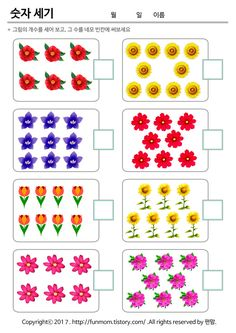 숫자 세기
월 일 이름
* 그림의 개수를 세어 보고, 그 수를 네모 빈칸에 써보세요
Copyrightⓒ 2017. http://funmom.tistory.com/. All rights reserved by 펀맘.